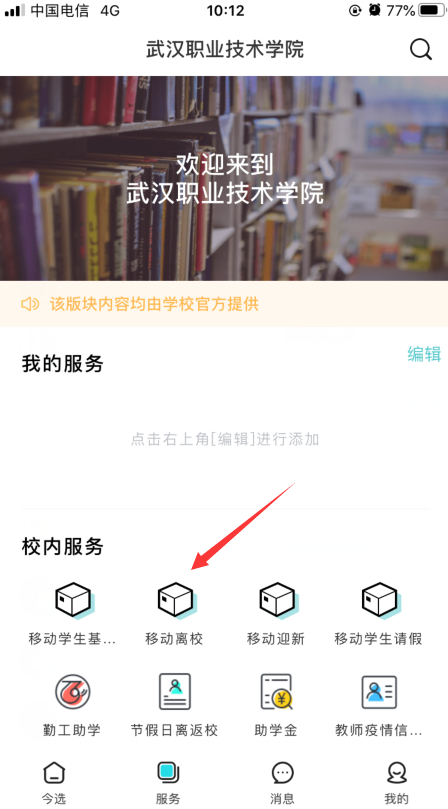 中国电信 4G 10:12 77%
武汉职业技术学院
欢迎来到
武汉职业技术学院
该版块内容均由学校官方提供
我的服务 编辑
点击右上角[编辑]进行添加
校内服务
移动学生基... 移动离校 移动迎新 移动学生请假
勤工助学 节假日离返校 助学金 教师疫情信...
今选 服务 消息 我的